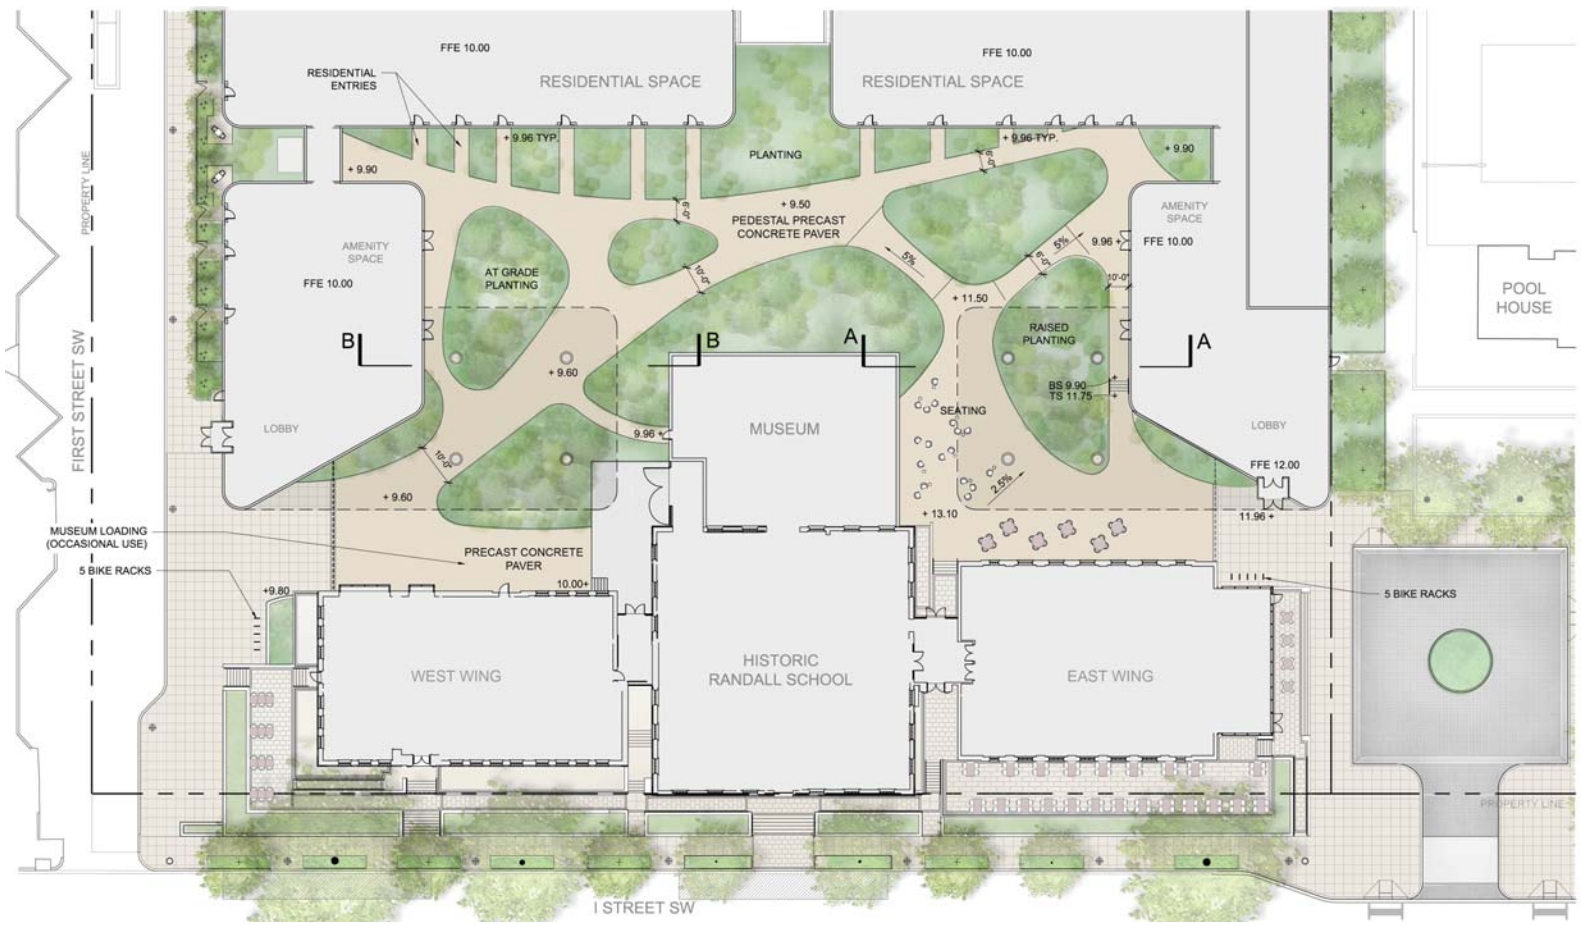 FFE 10.00
FFE 10.00
RESIDENTIAL
ENTRIES
RESIDENTIAL SPACE
RESIDENTIAL SPACE
+ 9.96 TYP.
+ 9.96 TYP.
PROPERTY LINE
+ 9.90
PLANTING
6'-0"
+ 9.90
6'-0"
+ 9.50
PEDESTAL PRECAST
CONCRETE PAVER
AMENITY
SPACE
FFE 10.00
AMENITY
SPACE
FFE 10.00
9.96 +
5%
5%
6'-0"
10'-0"
10'-0"
AT GRADE
PLANTING
FFE 10.00
+ 11.50
RAISED
PLANTING
POOL
HOUSE
B
B
A
A
+ 9.60
BS 9.90
TS 11.75
FIRST STREET SW
SEATING
LOBBY
9.96 +
MUSEUM
LOBBY
10'-0"
FFE 12.00
2.5%
+ 9.60
+ 13.10
11.96 +
MUSEUM LOADING
(OCCASIONAL USE)
PRECAST CONCRETE
PAVER
5 BIKE RACKS
+9.80
10.00+
5 BIKE RACKS
WEST WING
HISTORIC
RANDALL SCHOOL
EAST WING
PROPERTY LINE
I STREET SW